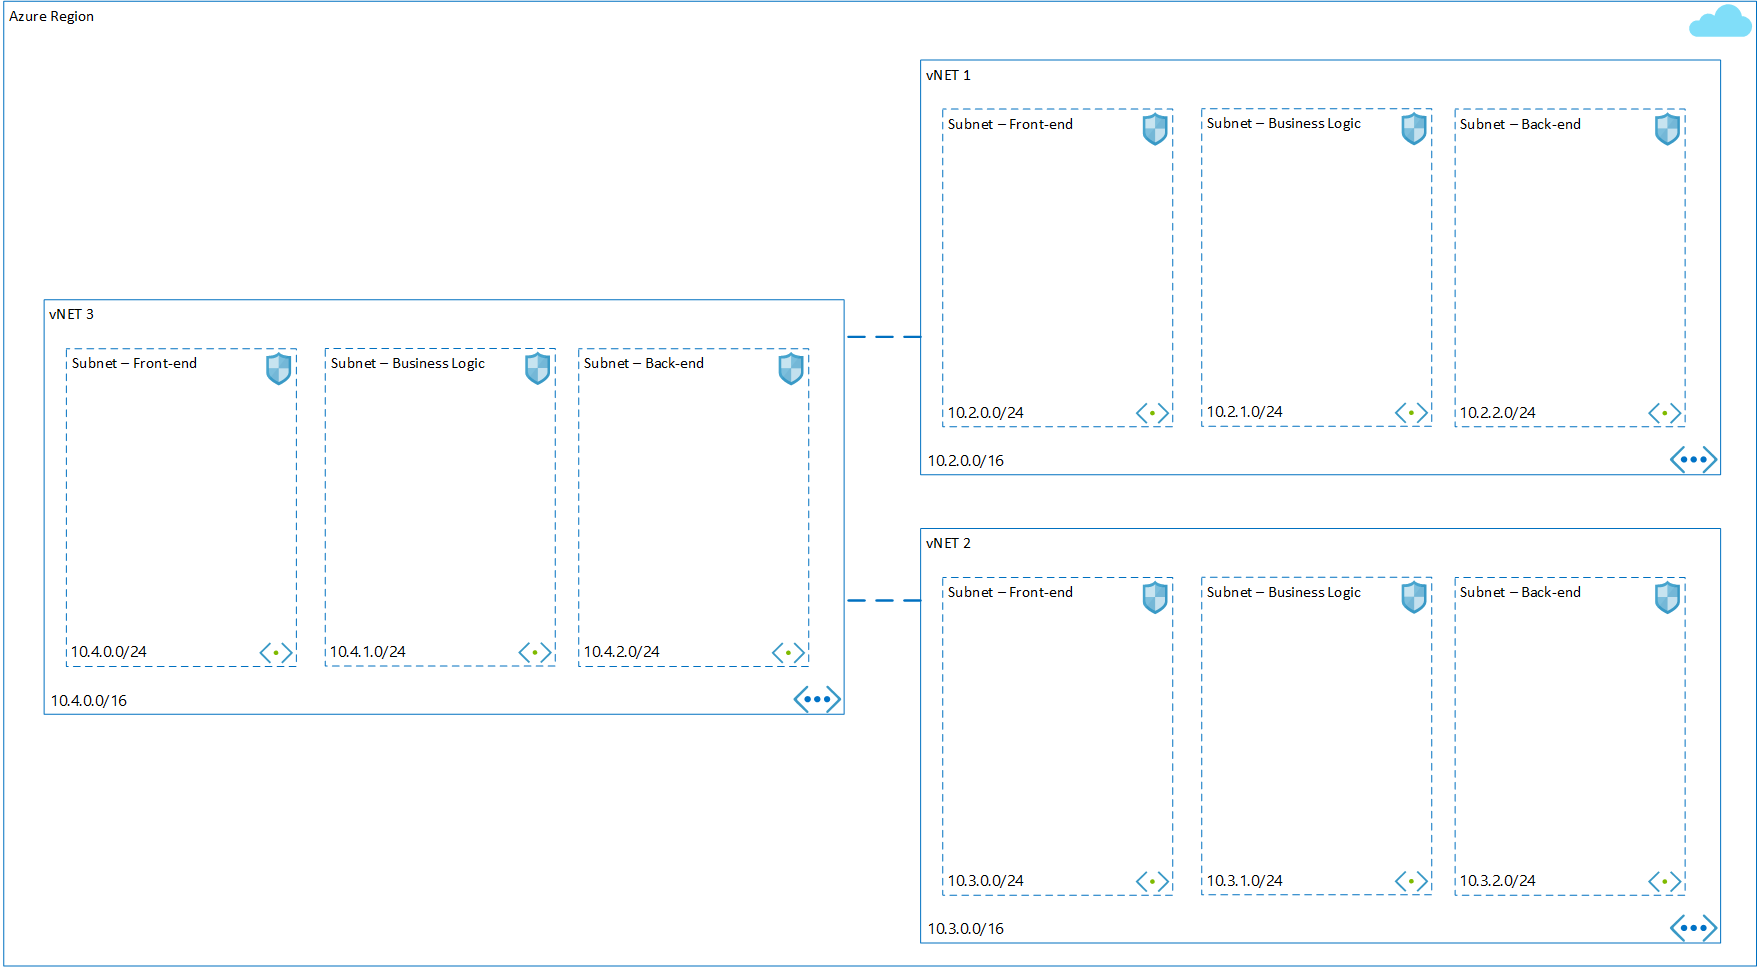 Azure Region
vNET 1
Subnet – Front-end
Subnet – Business Logic
Subnet – Back-end
10.2.0.0/24
10.2.1.0/24
10.2.2.0/24
10.2.0.0/16
vNET 3
Subnet – Front-end
Subnet – Business Logic
Subnet – Back-end
10.4.0.0/24
10.4.1.0/24
10.4.2.0/24
10.4.0.0/16
vNET 2
Subnet – Front-end
Subnet – Business Logic
Subnet – Back-end
10.3.0.0/24
10.3.1.0/24
10.3.2.0/24
10.3.0.0/16